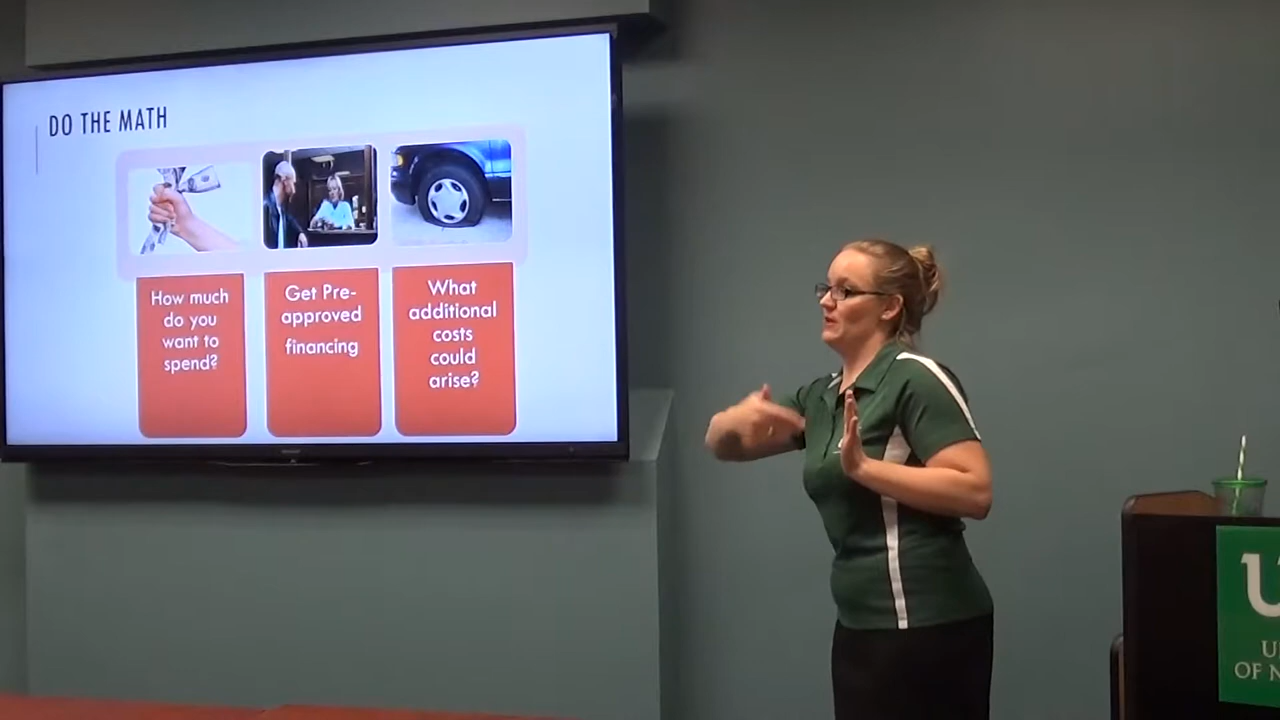 DO THE MATH
How much
do you
want to
spend?
Get Pre-
approved
financing
What
additional
costs
could
arise?
OF N